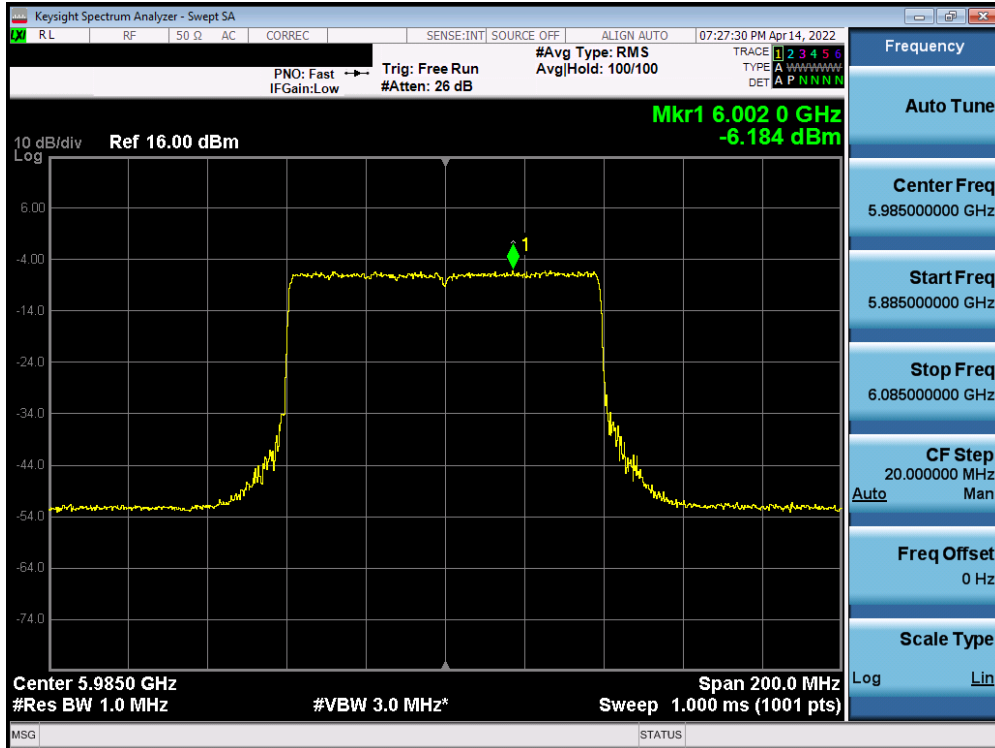 Keysight Spectrum Analyzer - Swept SA
LXI RL RF 50 Ω AC CORREC SENSE:INT SOURCE OFF ALIGN AUTO 07:27:30 PM Apr 14, 2022
#Avg Type: RMS TRACE 1 2 3 4 5 6
PNO: Fast Trig: Free Run Avg|Hold: 100/100 TYPE A WWWWW
IFGain:Low #Atten: 26 dB DET A P N N N N
Mkr1 6.002 0 GHz
-6.184 dBm
10 dB/div Ref 16.00 dBm
Log
6.00
1
-4.00
-14.0
-24.0
-34.0
-44.0
-54.0
-64.0
-74.0
Center 5.9850 GHz Span 200.0 MHz
#Res BW 1.0 MHz #VBW 3.0 MHz* Sweep 1.000 ms (1001 pts)
MSG STATUS
Frequency
Auto Tune
Center Freq
5.985000000 GHz
Start Freq
5.885000000 GHz
Stop Freq
6.085000000 GHz
CF Step
20.000000 MHz
Auto Man
Freq Offset
0 Hz
Scale Type
Log Lin